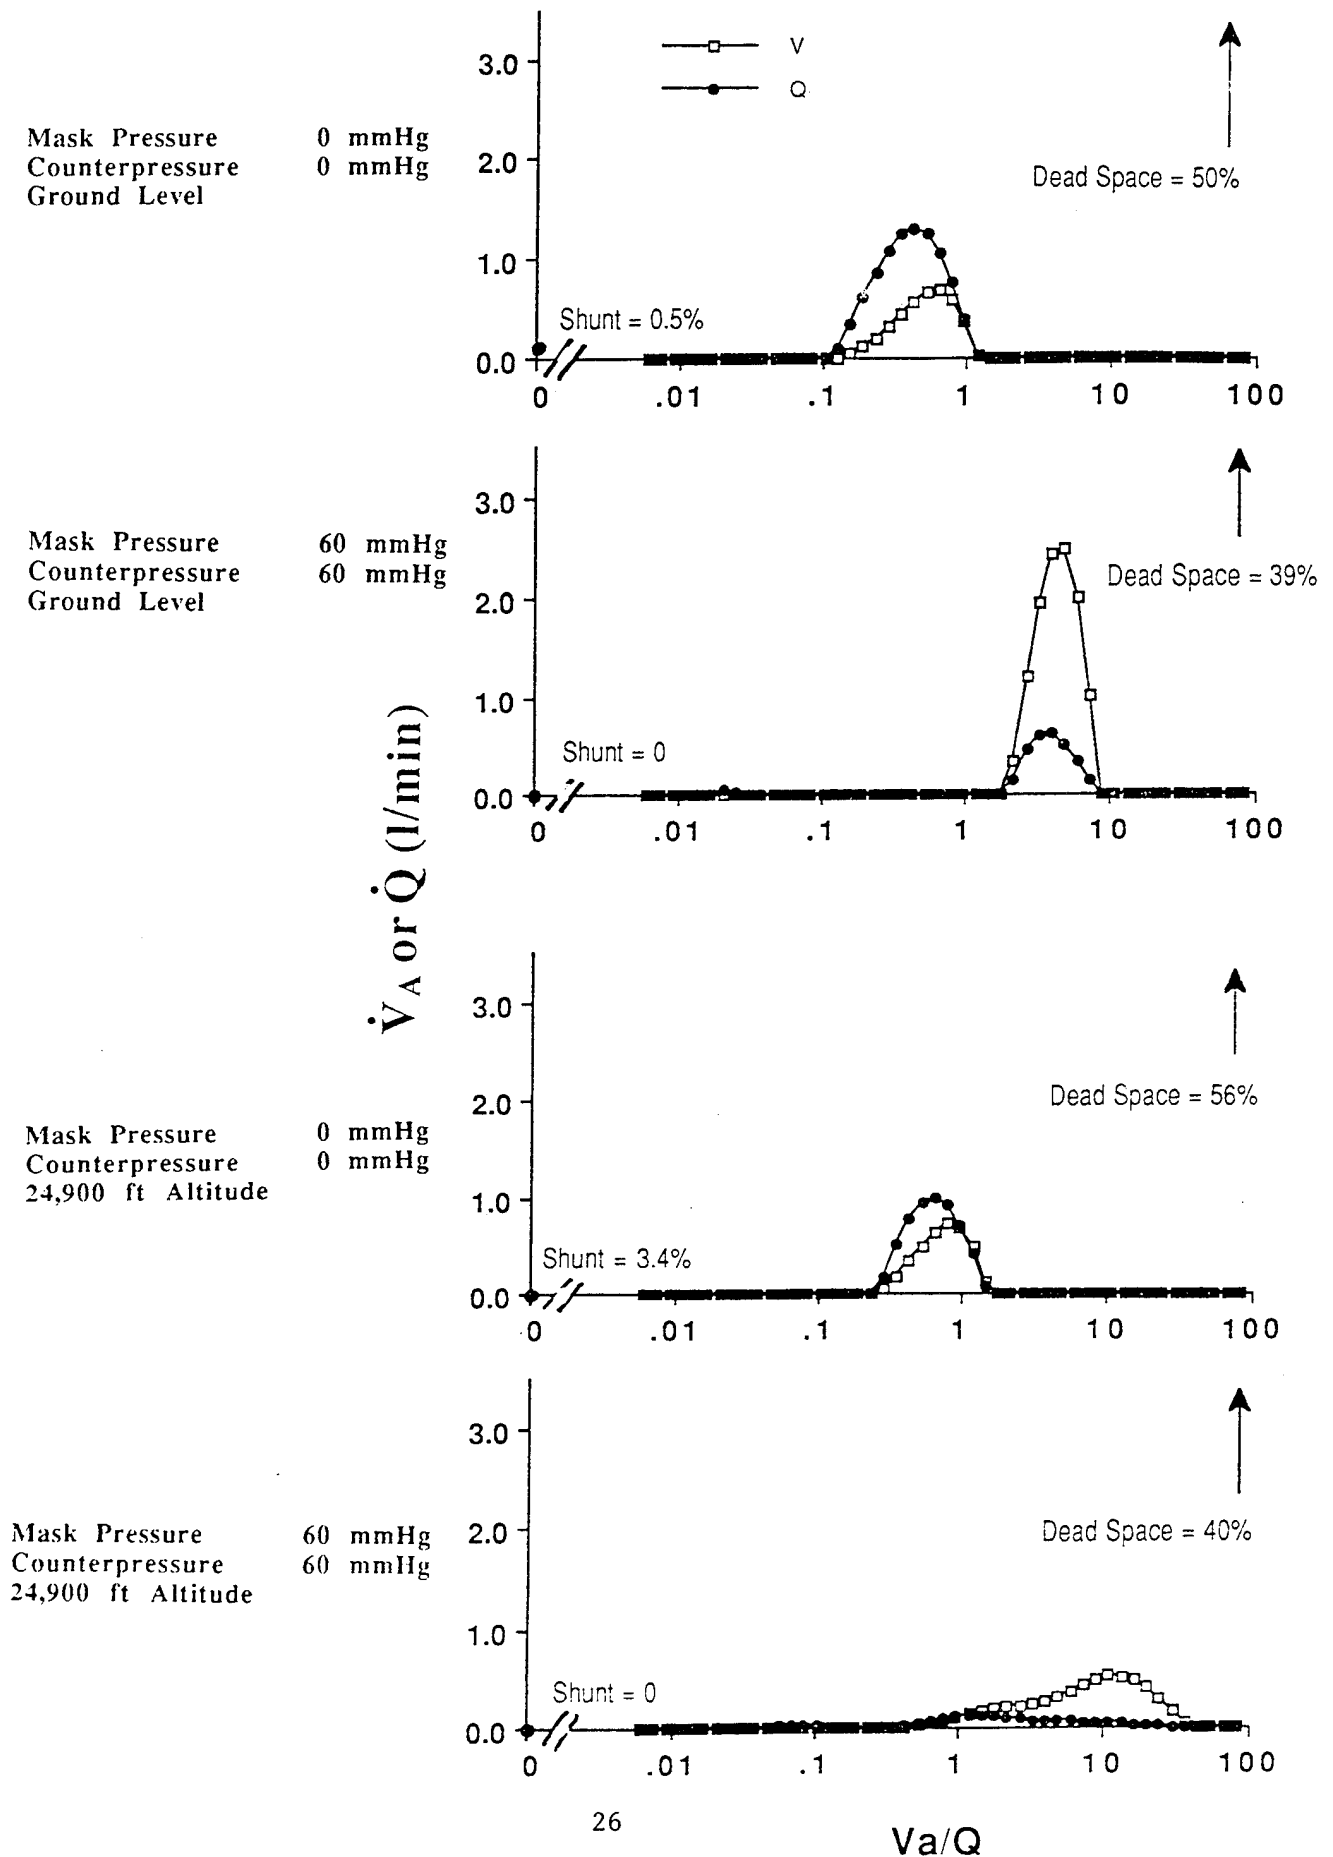 3.0
V
Q
Mask Pressure 0 mmHg
Counterpressure 0 mmHg
Ground Level
2.0
Dead Space = 50%
1.0
Shunt = 0.5%
0.0
0 .01 .1 1 10 100
3.0
Mask Pressure 60 mmHg
Counterpressure 60 mmHg
Ground Level
Dead Space = 39%
2.0
1.0
Shunt = 0
0.0
0 .01 .1 1 10 100
V̇A or Q̇ (l/min)
3.0
2.0
Dead Space = 56%
Mask Pressure 0 mmHg
Counterpressure 0 mmHg
24,900 ft Altitude
1.0
Shunt = 3.4%
0.0
0 .01 .1 1 10 100
3.0
2.0
Dead Space = 40%
Mask Pressure 60 mmHg
Counterpressure 60 mmHg
24,900 ft Altitude
1.0
Shunt = 0
0.0
0 .01 .1 1 10 100
26
Va/Q